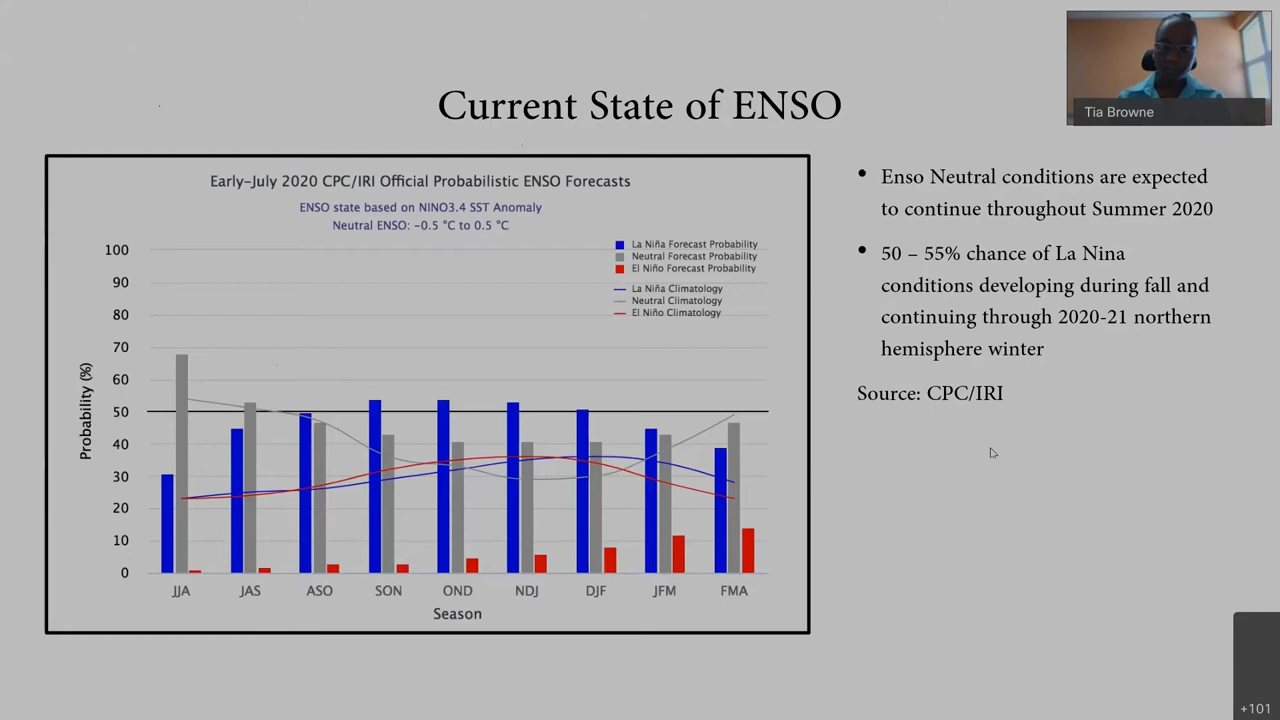 Current State of ENSO
Tia Browne
Early-July 2020 CPC/IRI Official Probabilistic ENSO Forecasts
ENSO state based on NINO3.4 SST Anomaly
Neutral ENSO: -0.5 °C to 0.5 °C
La Niña Forecast Probability
Neutral Forecast Probability
El Niño Forecast Probability
La Niña Climatology
Neutral Climatology
El Niño Climatology
Probability (%)
100
90
80
70
60
50
40
30
20
10
0
JJA JAS ASO SON OND NDJ DJF JFM FMA
Season
• Enso Neutral conditions are expected
to continue throughout Summer 2020
• 50 – 55% chance of La Nina
conditions developing during fall and
continuing through 2020-21 northern
hemisphere winter
Source: CPC/IRI
+101